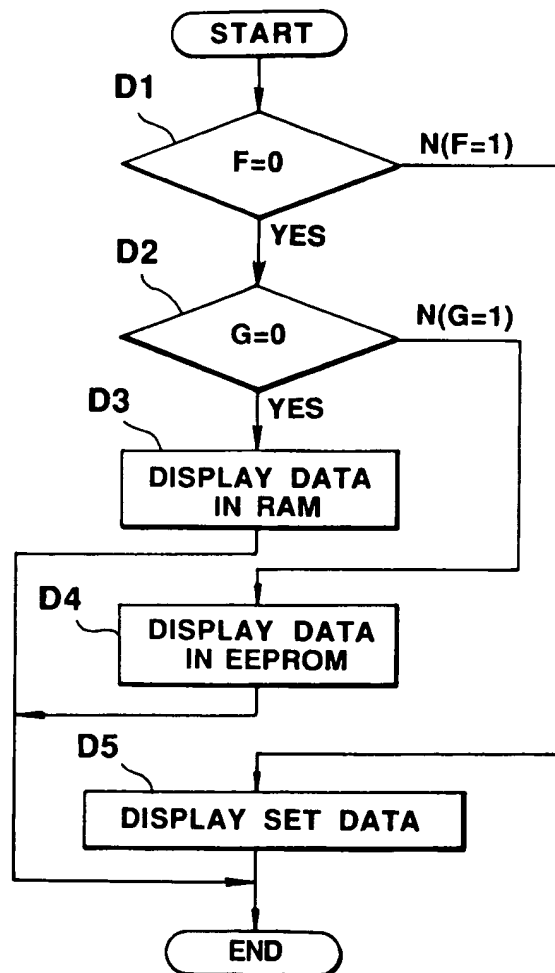 START
D1
F=0
N(F=1)
YES
D2
G=0
N(G=1)
YES
D3
DISPLAY DATA
IN RAM
D4
DISPLAY DATA
IN EEPROM
D5
DISPLAY SET DATA
END